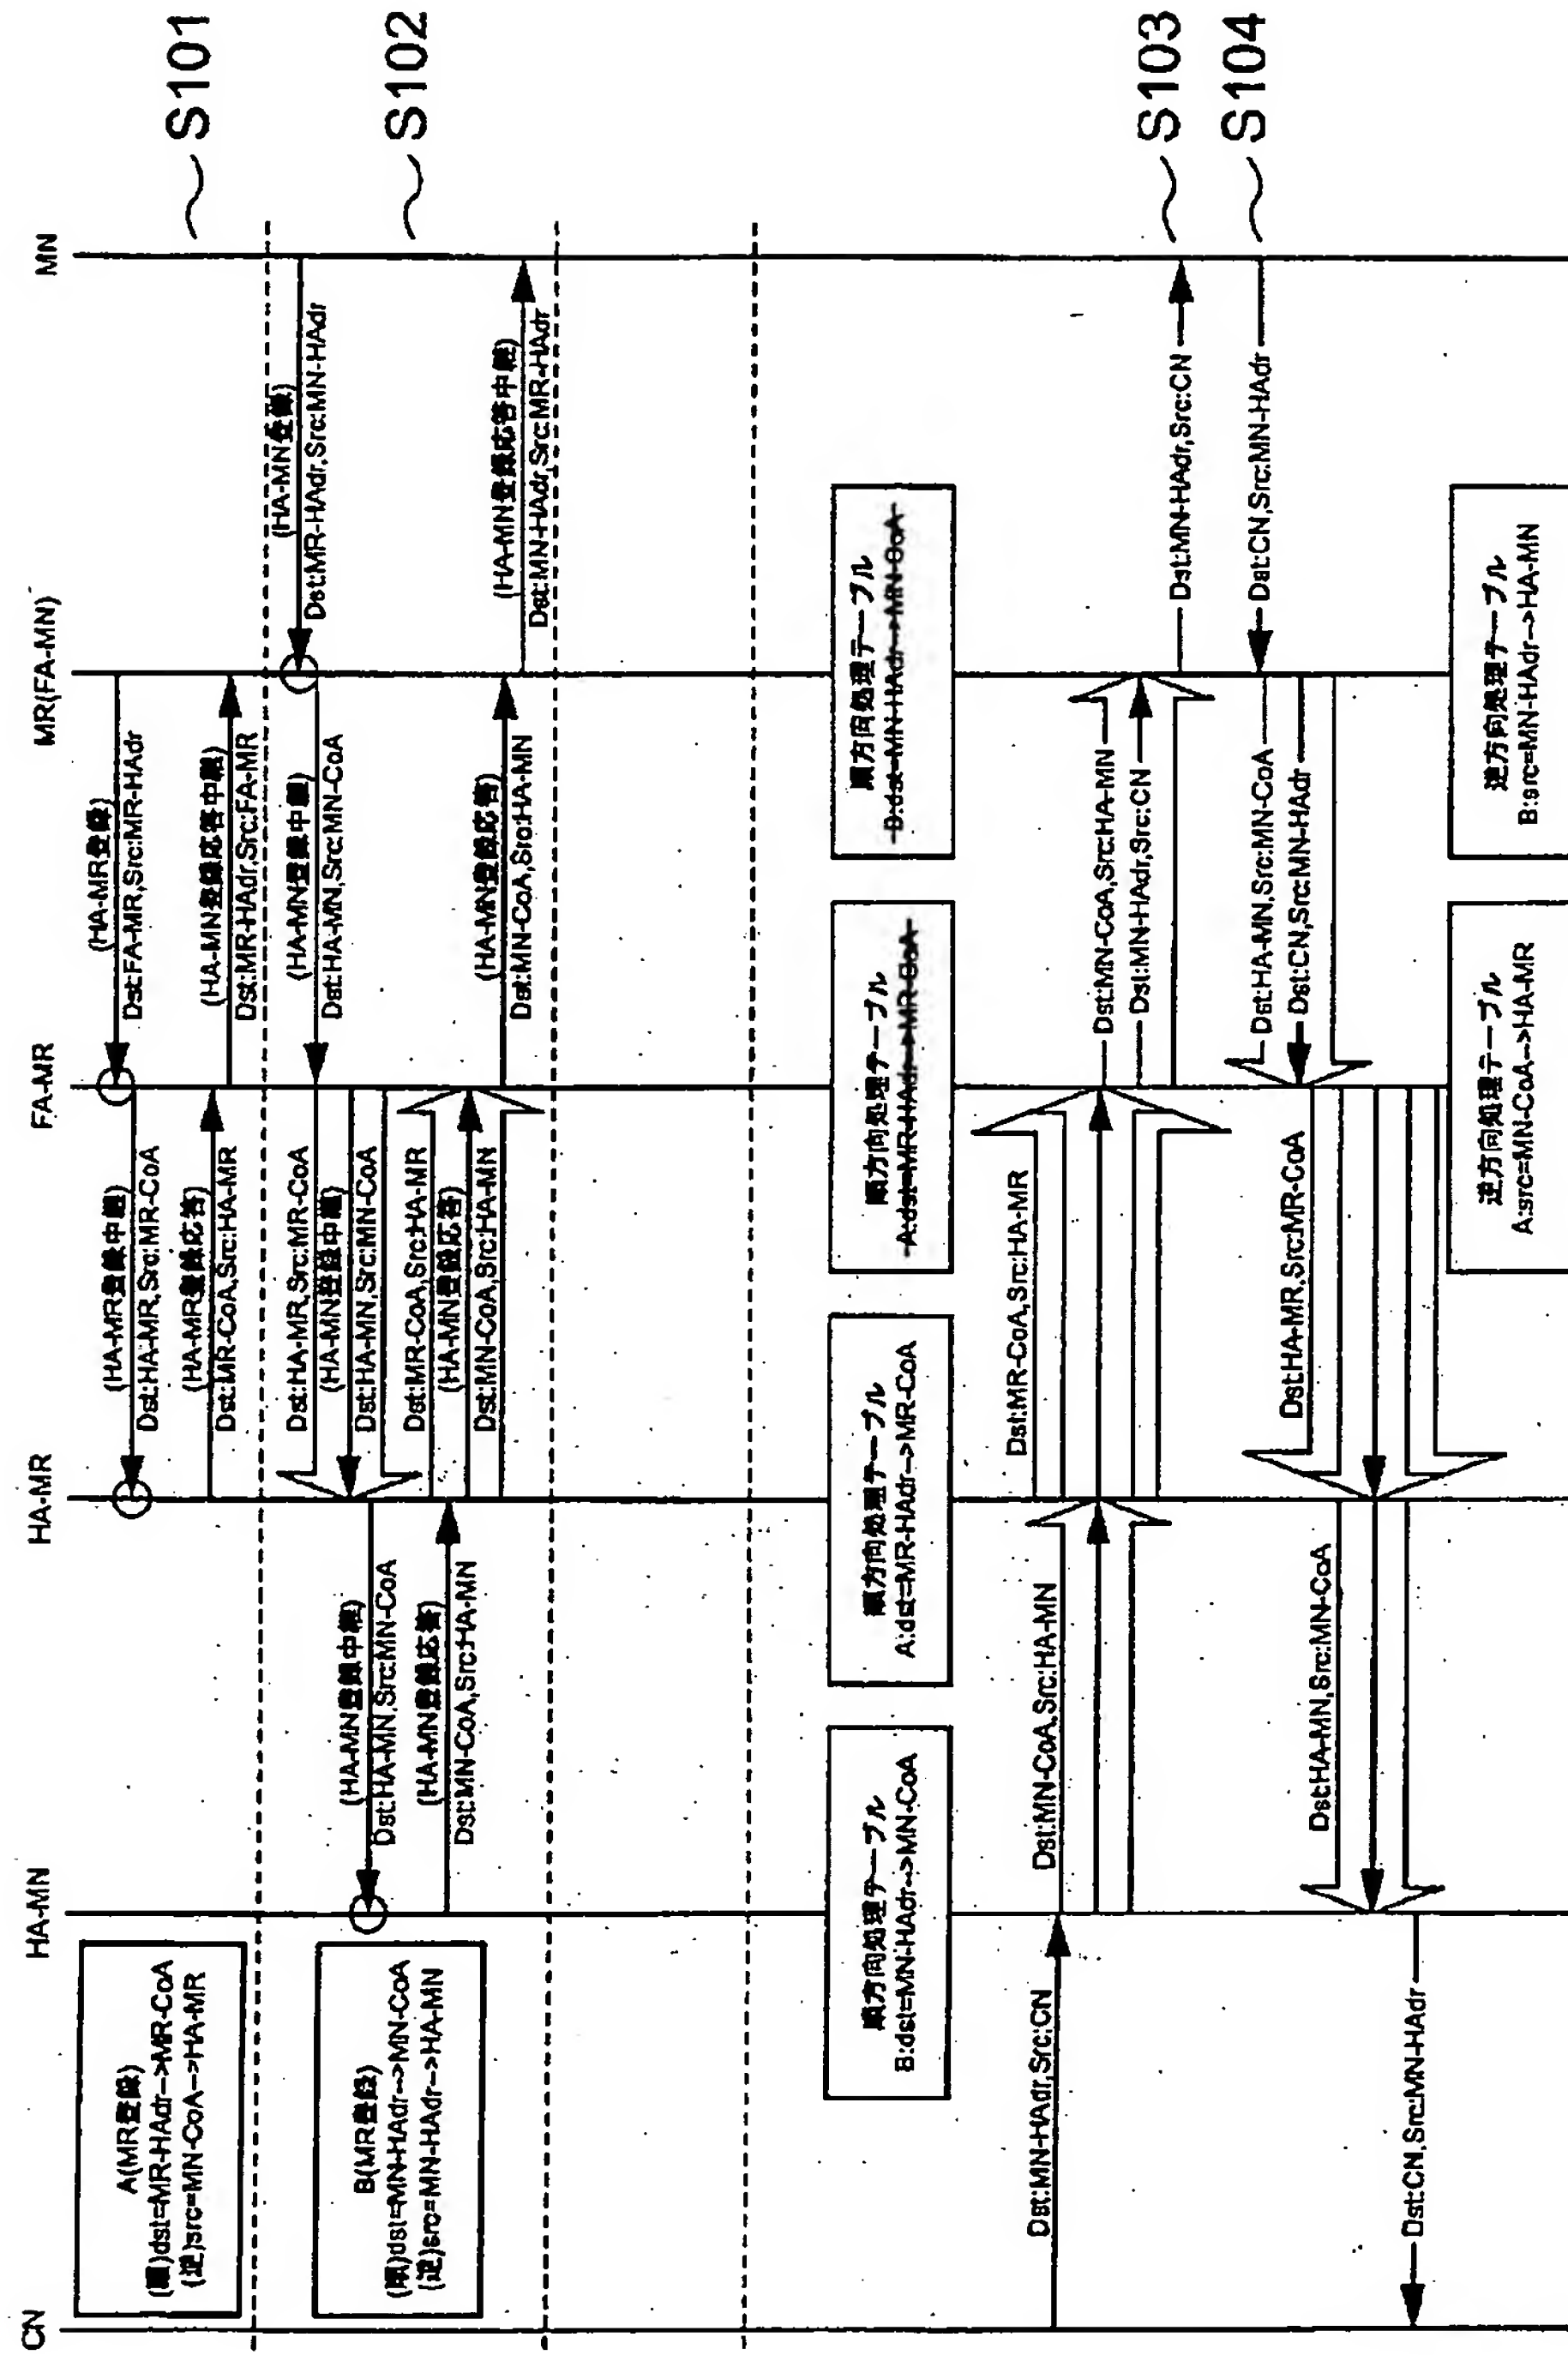 CN
HA-MN
HA-MR
FA-MR
MR(FA-MN)
MN
A(MR登録)
(順)dst=MR-HAdr-->MR-CoA
(逆)src=MN-CoA-->HA-MR
(HA-MR登録)
Dst:FA-MR,Src:MR-HAdr
(HA-MR登録中継)
Dst:HA-MR,Src:MR-CoA
(HA-MR登録応答)
Dst:MR-CoA,Src:HA-MR
(HA-MN登録応答中継)
Dst:MR-HAdr,Src:FA-MR
S101
B(MR登録)
(順)dst=MN-HAdr-->MN-CoA
(逆)src=MN-HAdr-->HA-MN
(HA-MN登録)
Dst:MR-HAdr,Src:MN-HAdr
(HA-MN登録中継)
Dst:HA-MN,Src:MN-CoA
Dst:HA-MR,Src:MR-CoA
(HA-MN登録中継)
Dst:HA-MN,Src:MN-CoA
(HA-MN登録中継)
Dst:HA-MN,Src:MN-CoA
(HA-MN登録応答)
Dst:MN-CoA,Src:HA-MN
Dst:MR-CoA,Src:HA-MR
(HA-MN登録応答)
Dst:MN-CoA,Src:HA-MN
(HA-MN登録応答)
Dst:MN-CoA,Src:HA-MN
(HA-MN登録応答中継)
Dst:MN-HAdr,Src:MR-HAdr
S102
順方向処理テーブル
B:dst=MN-HAdr-->MN-CoA
順方向処理テーブル
A:dst=MR-HAdr-->MR-CoA
順方向処理テーブル
A:dst=MR-HAdr-->MR-CoA
順方向処理テーブル
B:dst=MN-HAdr-->MN-CoA
Dst:MN-HAdr,Src:CN
Dst:MN-CoA,Src:HA-MN
Dst:MR-CoA,Src:HA-MR
Dst:MN-CoA,Src:HA-MN
Dst:MN-HAdr,Src:CN
Dst:MN-HAdr,Src:CN
S103
Dst:CN,Src:MN-HAdr
S104
Dst:HA-MN,Src:MN-CoA
Dst:CN,Src:MN-HAdr
Dst:HA-MR,Src:MR-CoA
Dst:HA-MN,Src:MN-CoA
Dst:CN,Src:MN-HAdr
逆方向処理テーブル
A:src=MN-CoA-->HA-MR
逆方向処理テーブル
B:src=MN-HAdr-->HA-MN